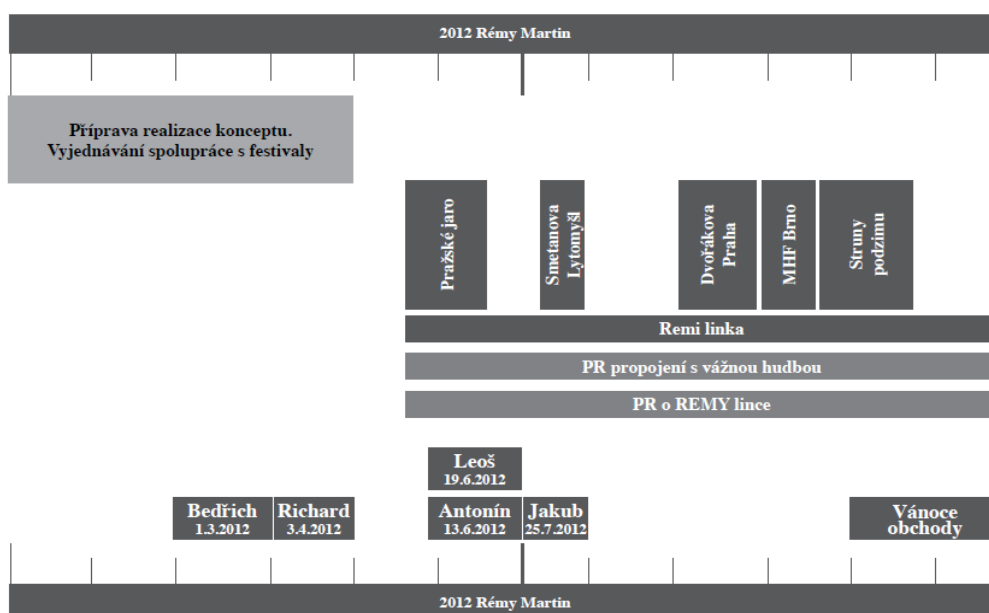 2012 Rémy Martin
Příprava realizace konceptu.
Vyjednávání spolupráce s festivaly
Pražské jaro
Smetanova
Lytomyšl
Dvořákova
Praha
MHF Brno
Struny
podzimu
Remi linka
PR propojení s vážnou hudbou
PR o REMY lince
Leoš
19.6.2012
Bedřich
1.3.2012
Richard
3.4.2012
Antonín
13.6.2012
Jakub
25.7.2012
Vánoce
obchody
2012 Rémy Martin